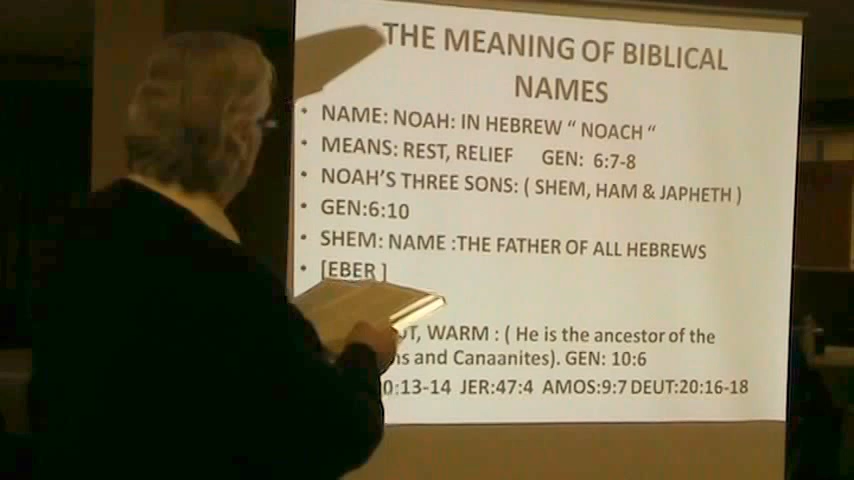 THE MEANING OF BIBLICAL
NAMES
• NAME: NOAH: IN HEBREW “ NOACH “
• MEANS: REST, RELIEF GEN: 6:7-8
• NOAH’S THREE SONS: ( SHEM, HAM & JAPHETH )
• GEN:6:10
• SHEM: NAME :THE FATHER OF ALL HEBREWS
• [EBER ]
WARM : ( He is the ancestor of the
and Canaanites). GEN: 10:6
:13-14 JER:47:4 AMOS:9:7 DEUT:20:16-18